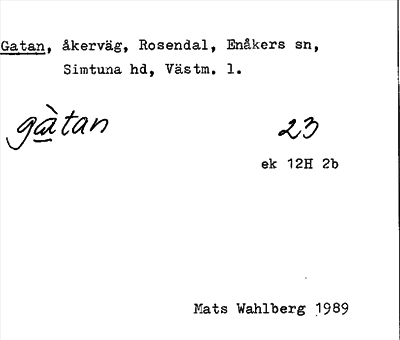 Gatan, åkerväg, Rosendal, Enåkers sn,
Simtuna hd, Västm. l.
gàtan 23
ek 12H 2b
Mats Wahlberg 1989